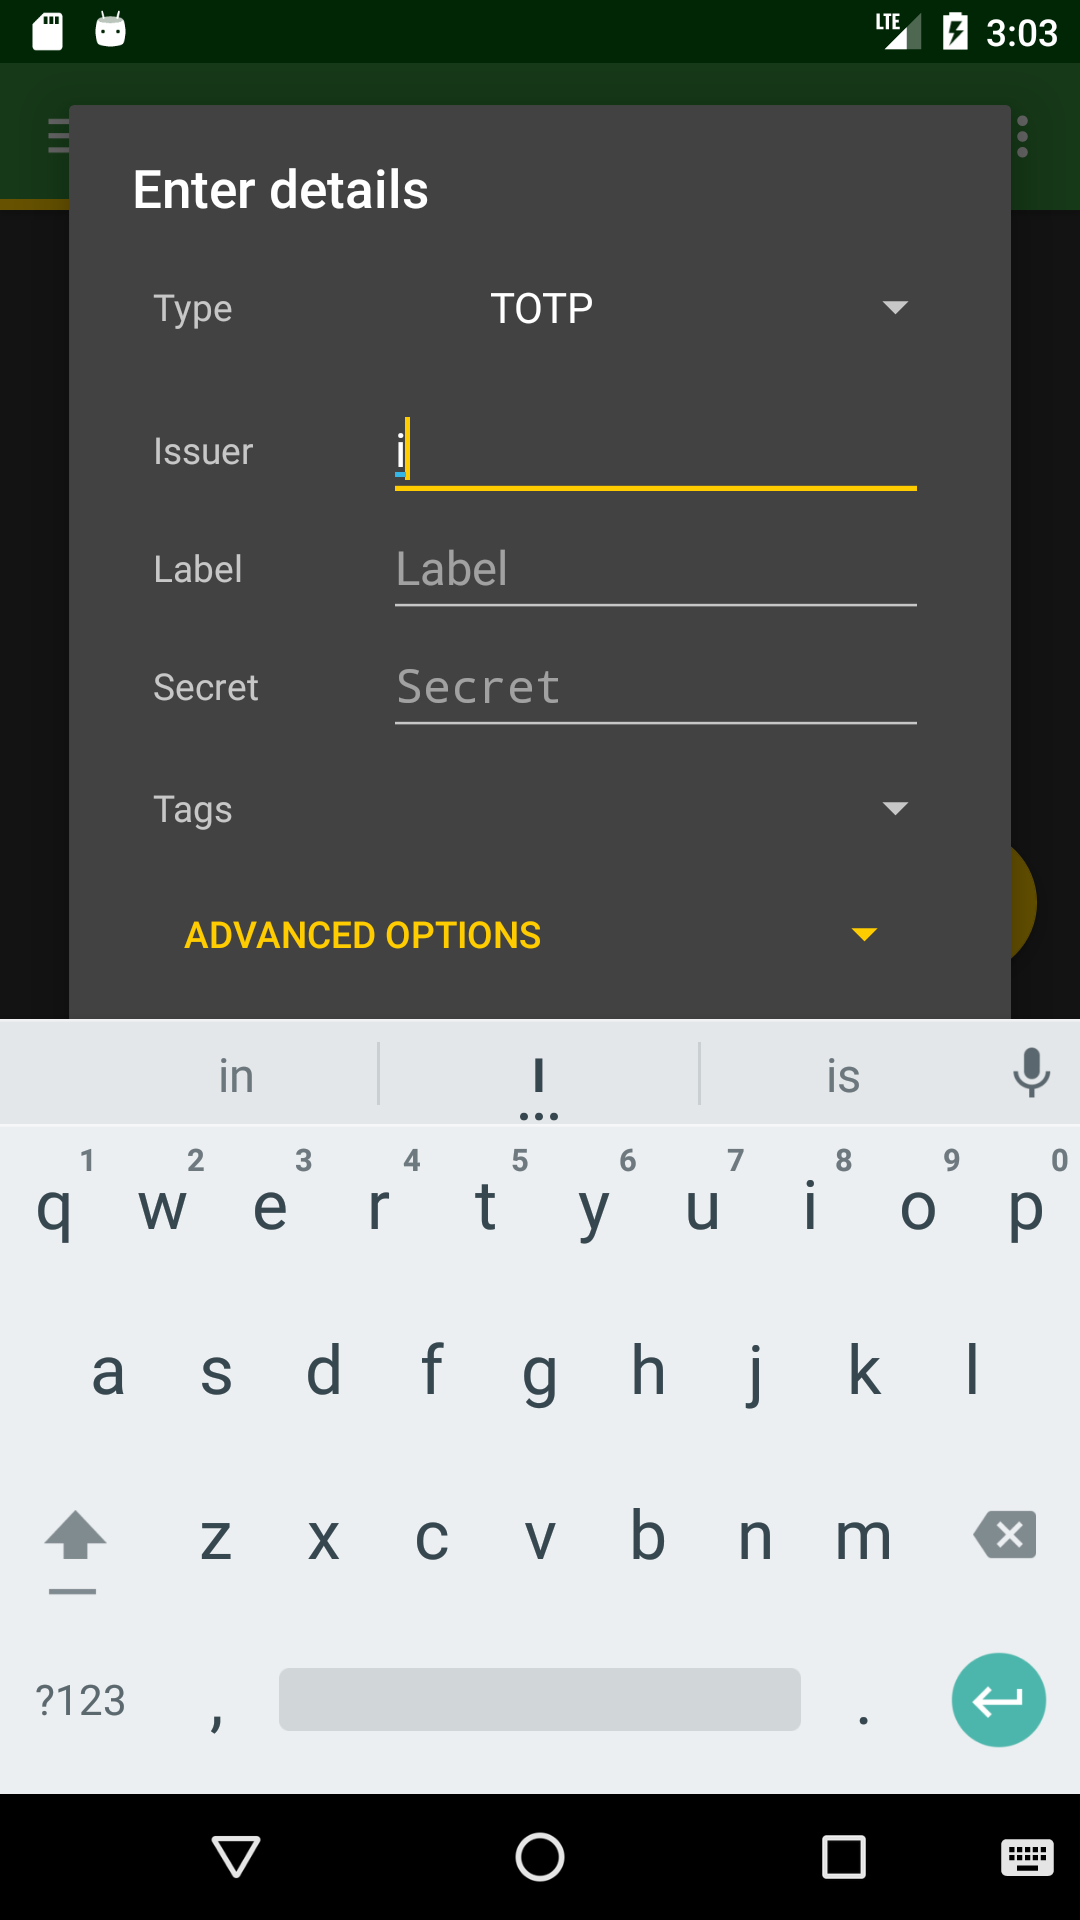 LTE 3:03
Enter details
Type TOTP
Issuer i
Label Label
Secret Secret
Tags
ADVANCED OPTIONS
in I is
1 2 3 4 5 6 7 8 9 0
q w e r t y u i o p
a s d f g h j k l
z x c v b n m
?123 , .